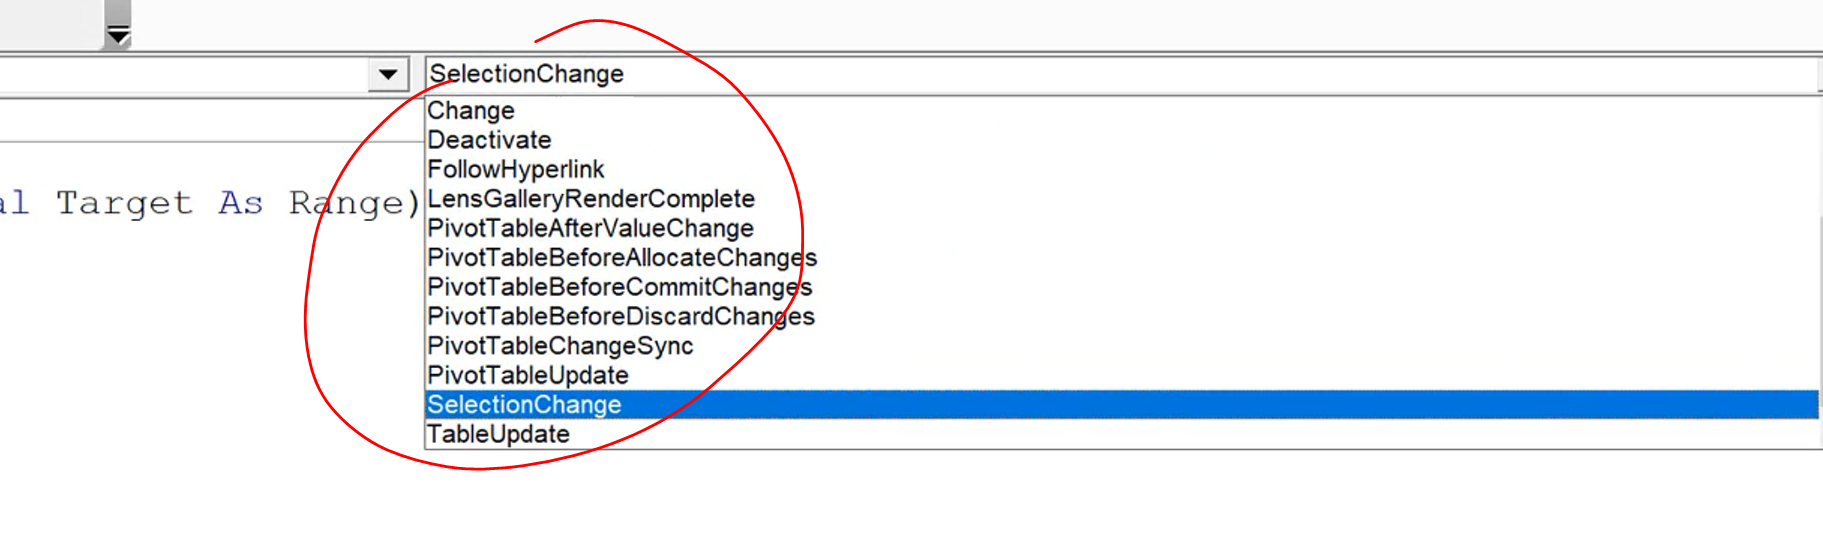 SelectionChange
Change
Deactivate
FollowHyperlink
al Target As Range)
LensGalleryRenderComplete
PivotTableAfterValueChange
PivotTableBeforeAllocateChanges
PivotTableBeforeCommitChanges
PivotTableBeforeDiscardChanges
PivotTableChangeSync
PivotTableUpdate
SelectionChange
TableUpdate